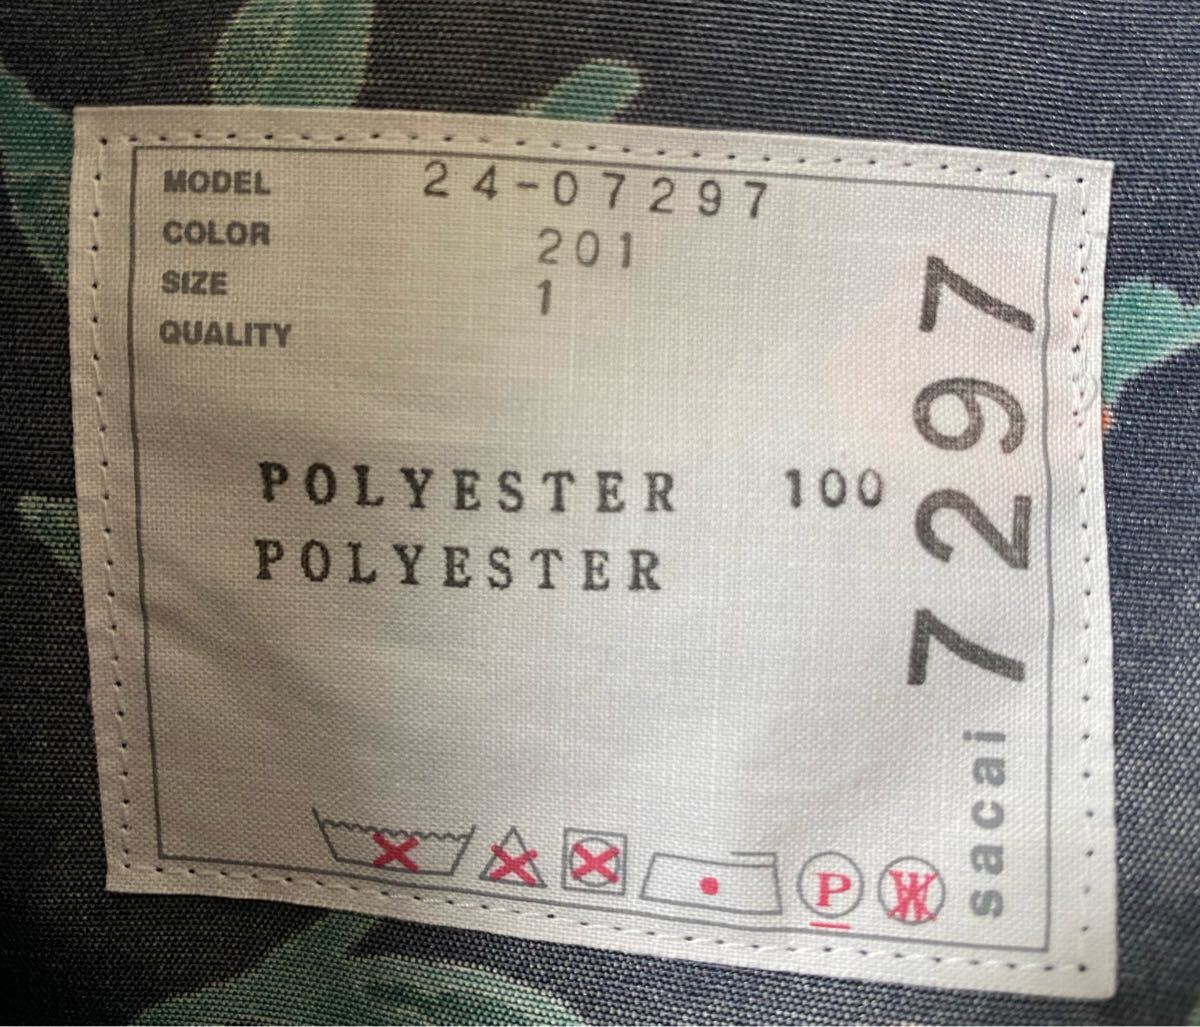 MODEL 24-07297
COLOR 201
SIZE 1
QUALITY
POLYESTER 100
POLYESTER
P
W
sacai 7297